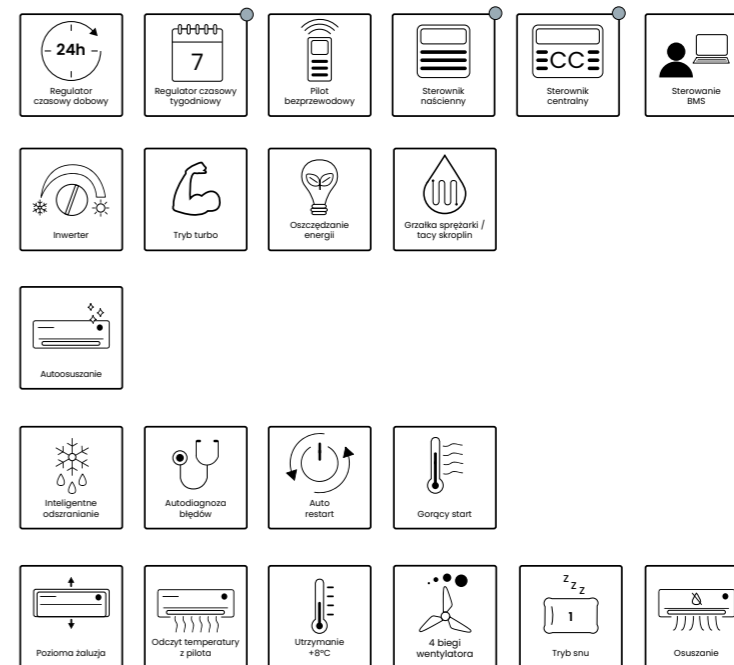 24h
Regulator
czasowy dobowy
7
Regulator czasowy
tygodniowy
Pilot
bezprzewodowy
Sterownik
naścienny
CC
Sterownik
centralny
Sterowanie
BMS
Inwerter
Tryb turbo
Oszczędzanie
energii
Grzałka sprężarki /
tacy skroplin
Autoosuszanie
Inteligentne
odszranianie
Autodiagnoza
błędów
Auto
restart
Gorący start
Pozioma żaluzja
Odczyt temperatury
z pilota
Utrzymanie
+8°C
4 biegi
wentylatora
z z z
1
Tryb snu
Osuszanie